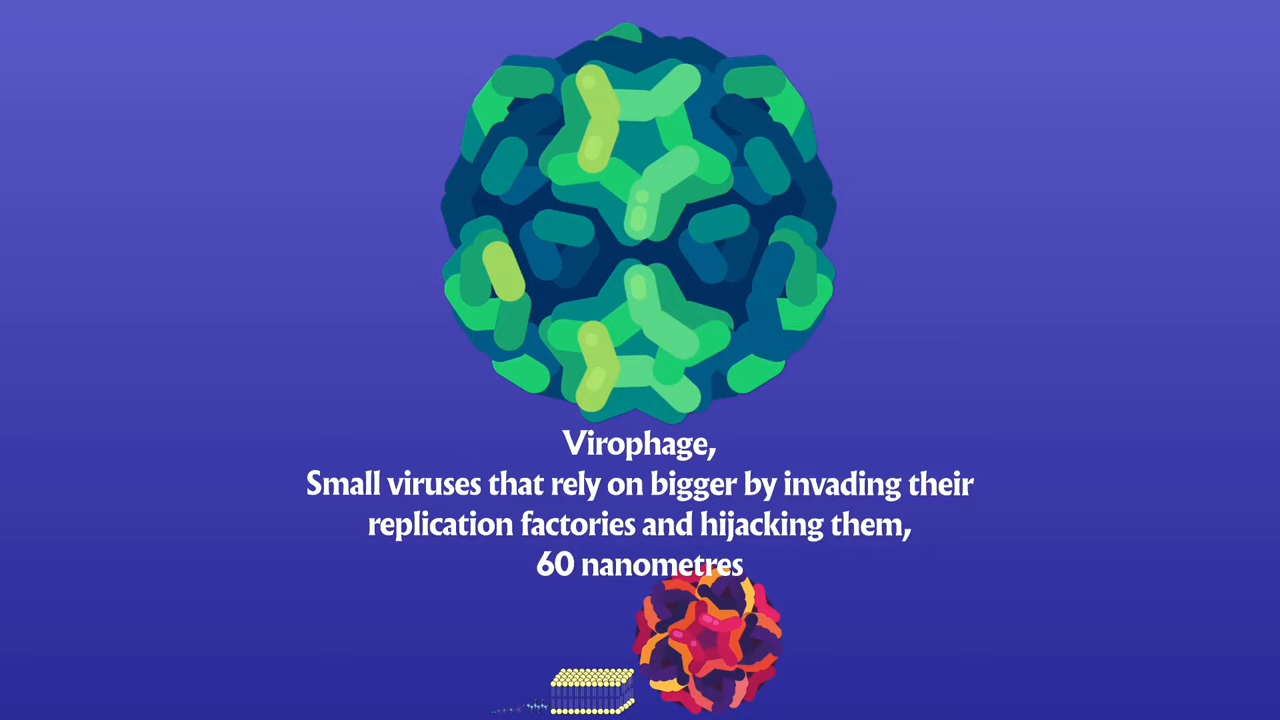 Virophage,
Small viruses that rely on bigger by invading their
replication factories and hijacking them,
60 nanometres